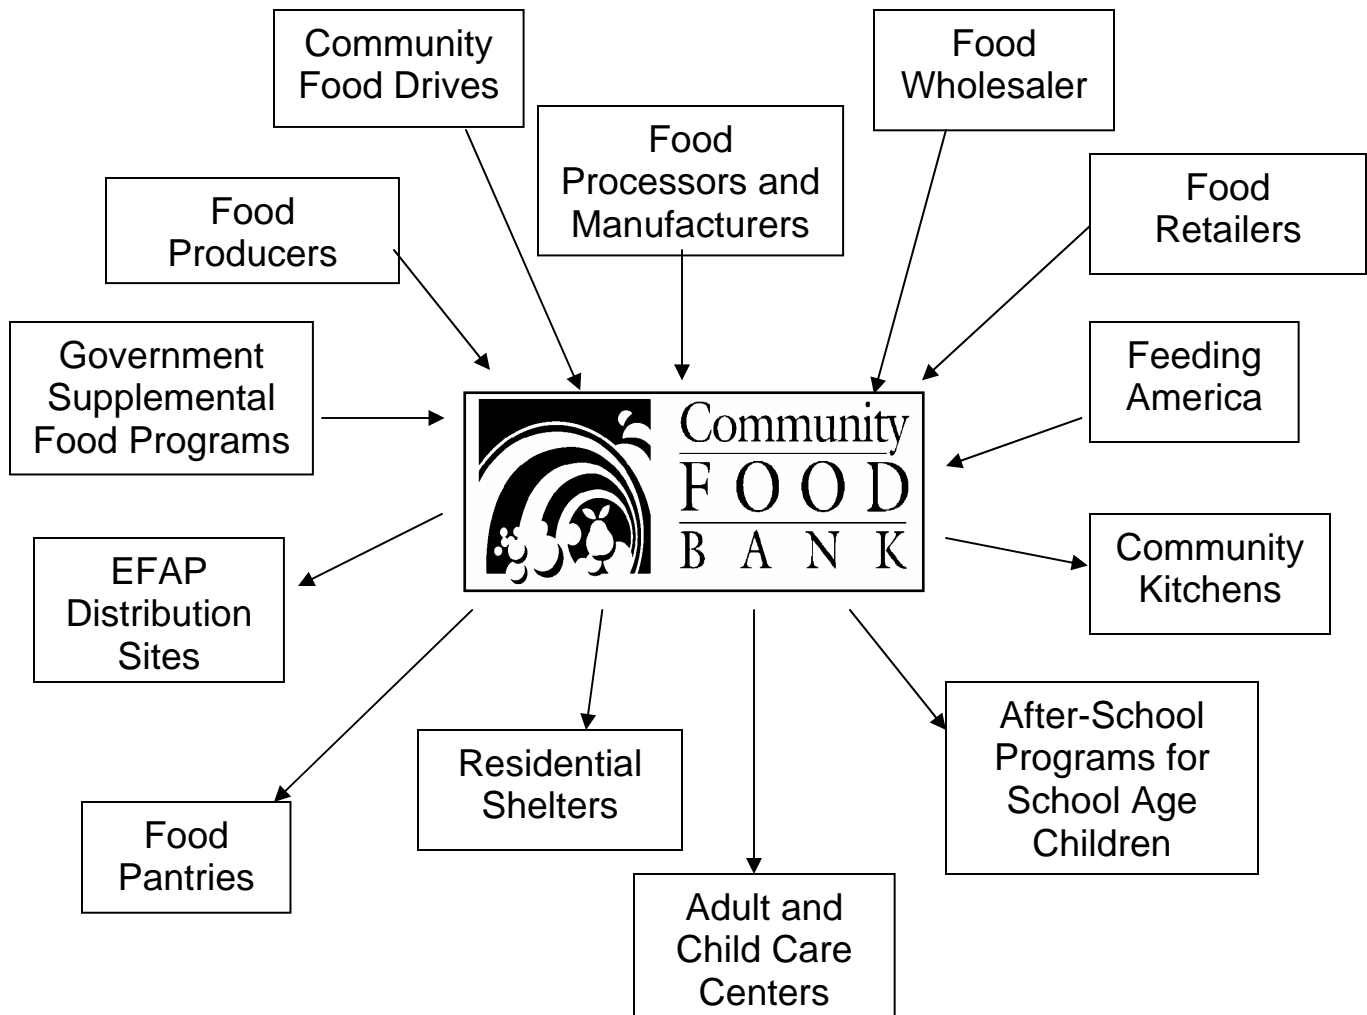 Community
Food Drives
Food
Wholesaler
Food
Processors and
Manufacturers
Food
Retailers
Food
Producers
Government
Supplemental
Food Programs
Feeding
America
Community
FOOD
BANK
EFAP
Distribution
Sites
Community
Kitchens
After-School
Programs for
School Age
Children
Residential
Shelters
Food
Pantries
Adult and
Child Care
Centers